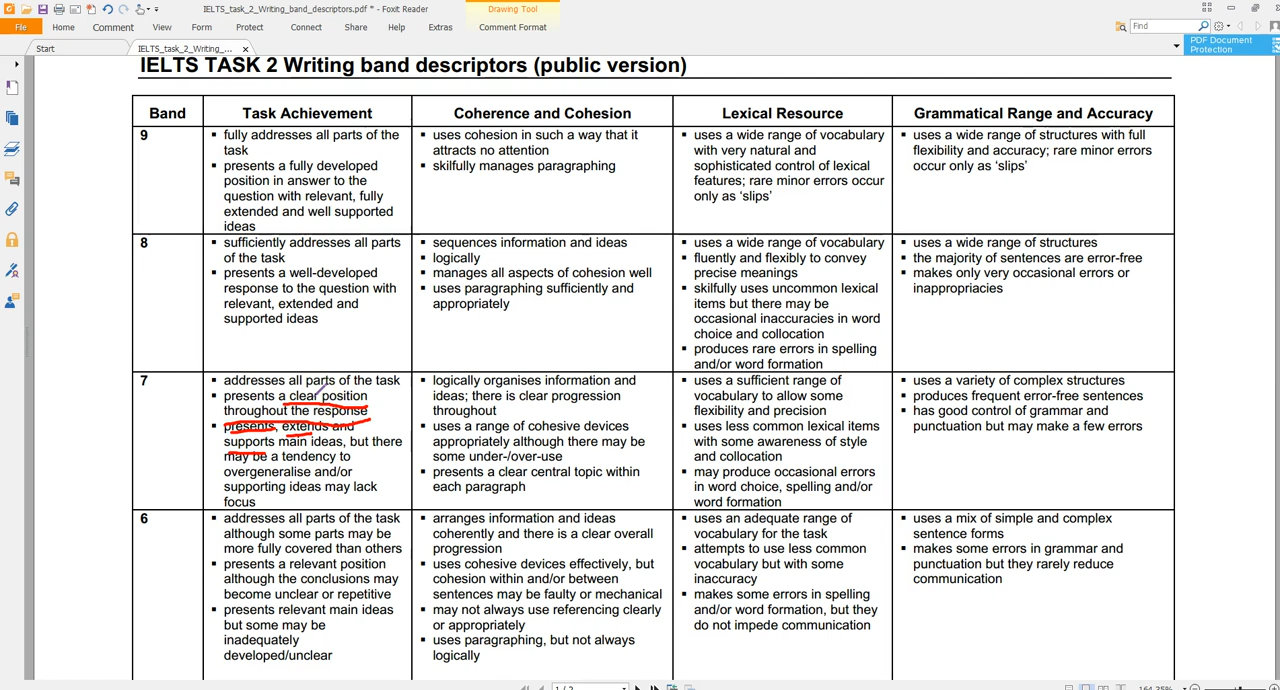 IELTS_task_2_Writing_band_descriptors.pdf * - Foxit Reader
Drawing Tool
File Home Comment View Form Protect Connect Share Help Extras Comment Format
Find
Start IELTS_task_2_Writing_... x
PDF Document
Protection
IELTS TASK 2 Writing band descriptors (public version)
Band Task Achievement Coherence and Cohesion Lexical Resource Grammatical Range and Accuracy
9
▪ fully addresses all parts of the
task
▪ presents a fully developed
position in answer to the
question with relevant, fully
extended and well supported
ideas
▪ uses cohesion in such a way that it
attracts no attention
▪ skilfully manages paragraphing
▪ uses a wide range of vocabulary
with very natural and
sophisticated control of lexical
features; rare minor errors occur
only as ‘slips’
▪ uses a wide range of structures with full
flexibility and accuracy; rare minor errors
occur only as ‘slips’
8
▪ sufficiently addresses all parts
of the task
▪ presents a well-developed
response to the question with
relevant, extended and
supported ideas
▪ sequences information and ideas
▪ logically
▪ manages all aspects of cohesion well
▪ uses paragraphing sufficiently and
appropriately
▪ uses a wide range of vocabulary
▪ fluently and flexibly to convey
precise meanings
▪ skilfully uses uncommon lexical
items but there may be
occasional inaccuracies in word
choice and collocation
▪ produces rare errors in spelling
and/or word formation
▪ uses a wide range of structures
▪ the majority of sentences are error-free
▪ makes only very occasional errors or
inappropriacies
7
▪ addresses all parts of the task
▪ presents a clear position
throughout the response
▪ presents, extends and
supports main ideas, but there
may be a tendency to
overgeneralise and/or
supporting ideas may lack
focus
▪ logically organises information and
ideas; there is clear progression
throughout
▪ uses a range of cohesive devices
appropriately although there may be
some under-/over-use
▪ presents a clear central topic within
each paragraph
▪ uses a sufficient range of
vocabulary to allow some
flexibility and precision
▪ uses less common lexical items
with some awareness of style
and collocation
▪ may produce occasional errors
in word choice, spelling and/or
word formation
▪ uses a variety of complex structures
▪ produces frequent error-free sentences
▪ has good control of grammar and
punctuation but may make a few errors
6
▪ addresses all parts of the task
although some parts may be
more fully covered than others
▪ presents a relevant position
although the conclusions may
become unclear or repetitive
▪ presents relevant main ideas
but some may be
inadequately
developed/unclear
▪ arranges information and ideas
coherently and there is a clear overall
progression
▪ uses cohesive devices effectively, but
cohesion within and/or between
sentences may be faulty or mechanical
▪ may not always use referencing clearly
or appropriately
▪ uses paragraphing, but not always
logically
▪ uses an adequate range of
vocabulary for the task
▪ attempts to use less common
vocabulary but with some
inaccuracy
▪ makes some errors in spelling
and/or word formation, but they
do not impede communication
▪ uses a mix of simple and complex
sentence forms
▪ makes some errors in grammar and
punctuation but they rarely reduce
communication
1 / 2 164.35%